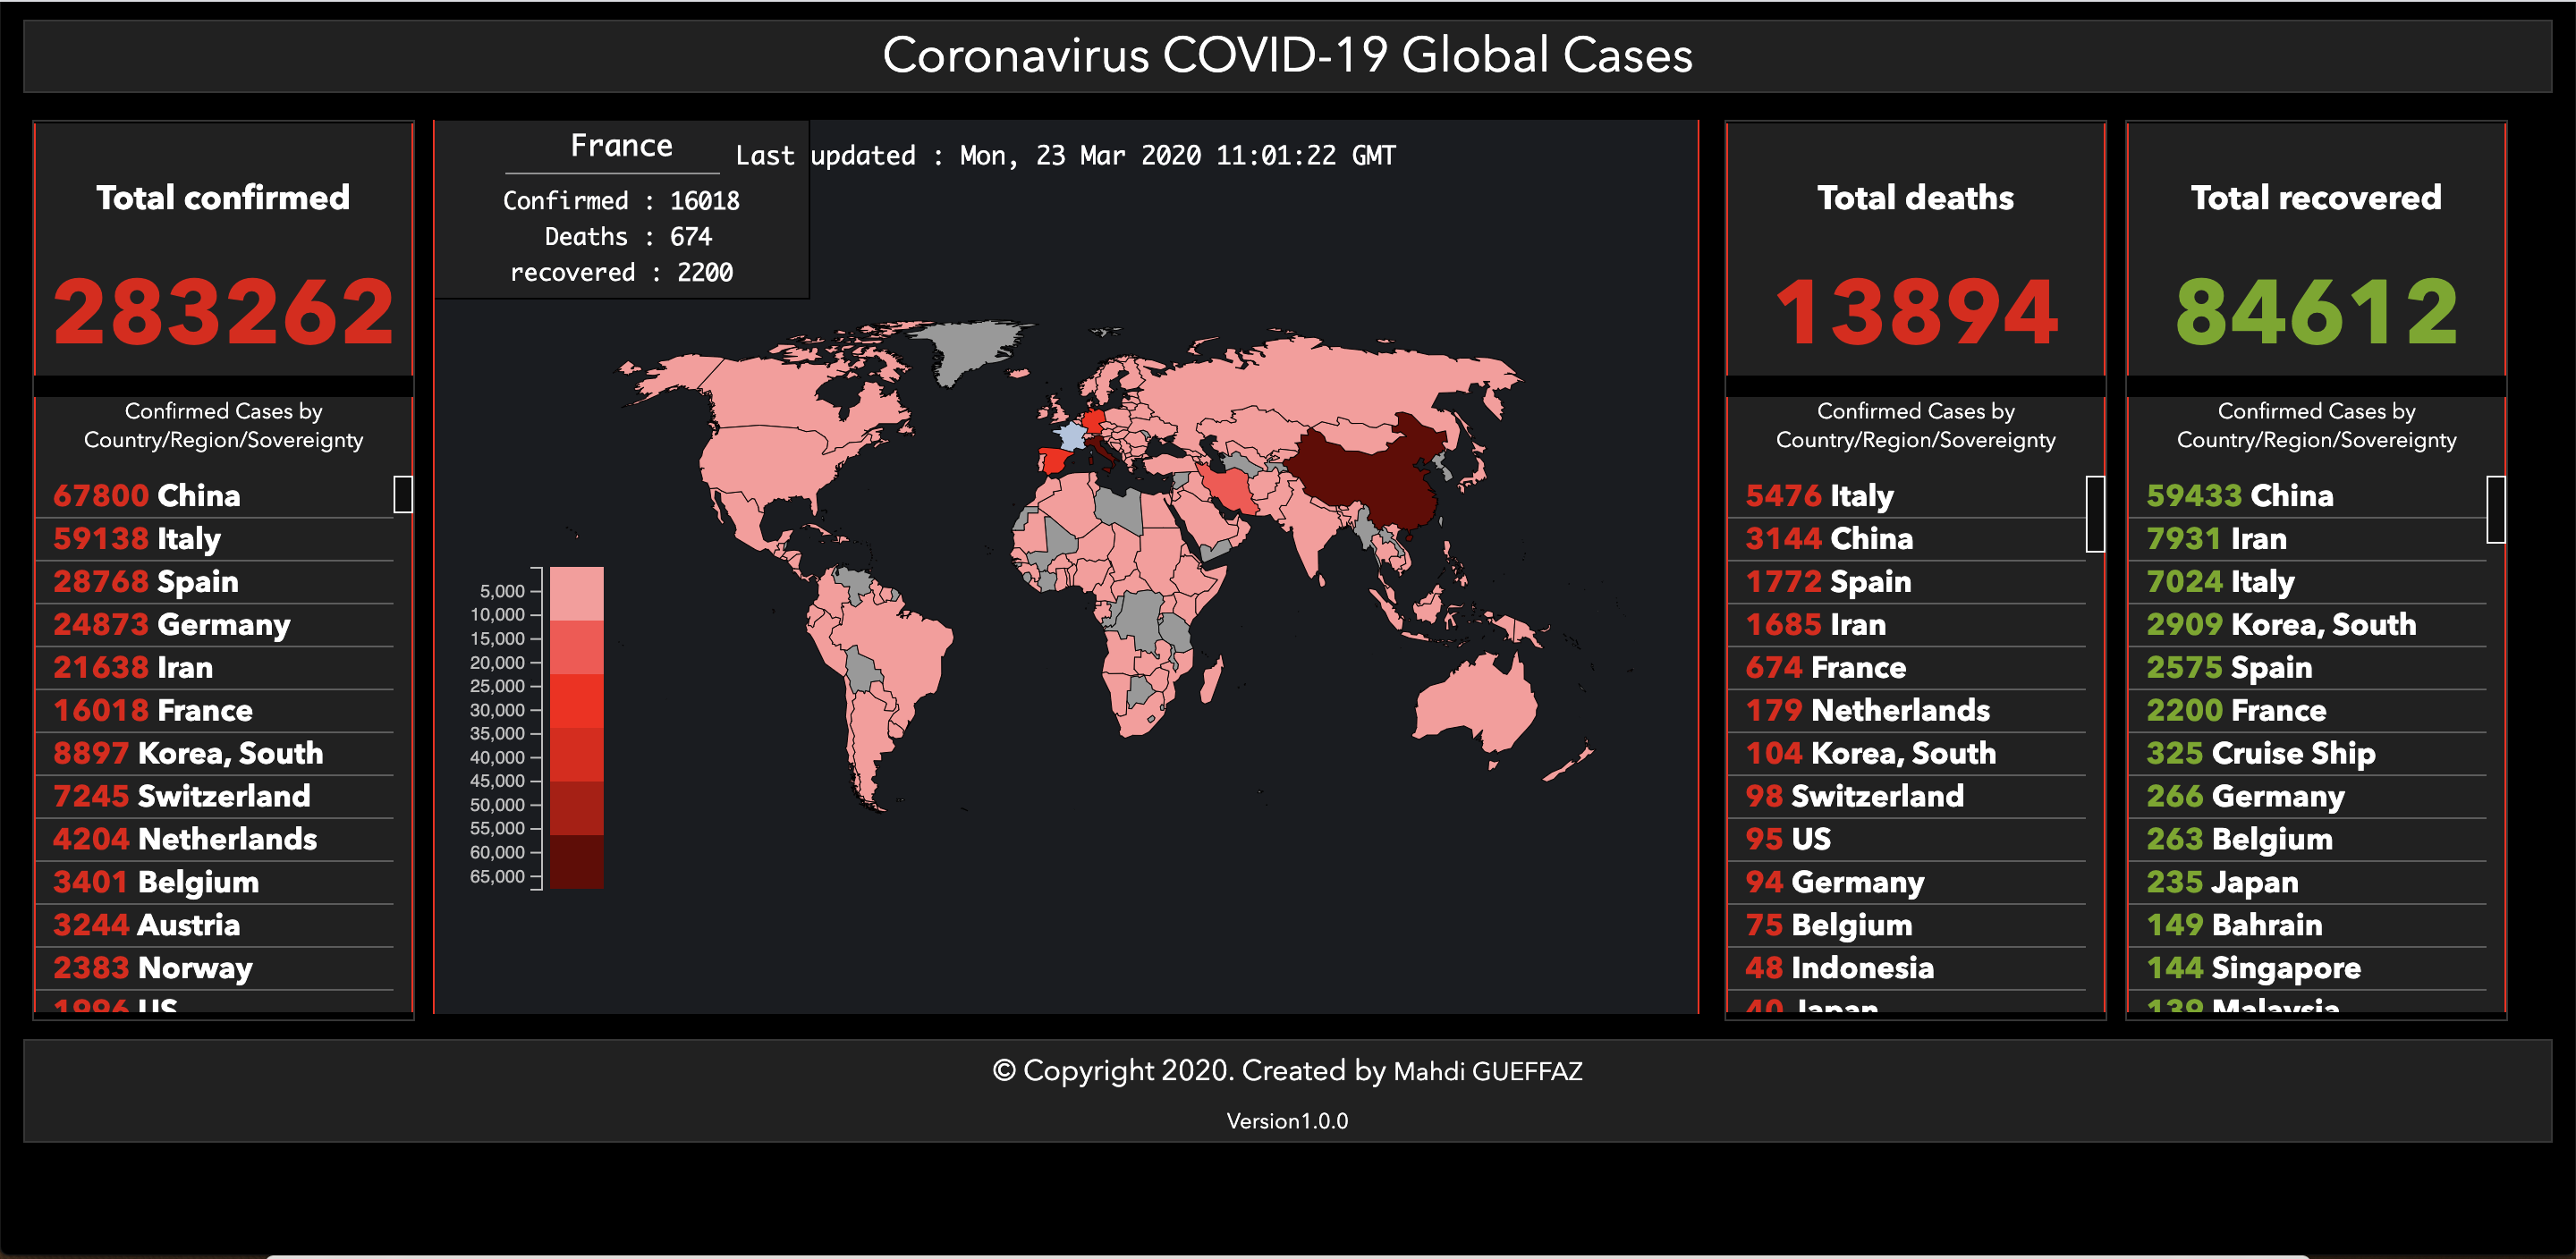 Coronavirus COVID-19 Global Cases
Total confirmed
283262
Confirmed Cases by
Country/Region/Sovereignty
67800 China
59138 Italy
28768 Spain
24873 Germany
21638 Iran
16018 France
8897 Korea, South
7245 Switzerland
4204 Netherlands
3401 Belgium
3244 Austria
2383 Norway
1996 US
France
Confirmed : 16018
Deaths : 674
recovered : 2200
Last updated : Mon, 23 Mar 2020 11:01:22 GMT
5,000
10,000
15,000
20,000
25,000
30,000
35,000
40,000
45,000
50,000
55,000
60,000
65,000
Total deaths
13894
Confirmed Cases by
Country/Region/Sovereignty
5476 Italy
3144 China
1772 Spain
1685 Iran
674 France
179 Netherlands
104 Korea, South
98 Switzerland
95 US
94 Germany
75 Belgium
48 Indonesia
40 Japan
Total recovered
84612
Confirmed Cases by
Country/Region/Sovereignty
59433 China
7931 Iran
7024 Italy
2909 Korea, South
2575 Spain
2200 France
325 Cruise Ship
266 Germany
263 Belgium
235 Japan
149 Bahrain
144 Singapore
139 Malaysia
© Copyright 2020. Created by Mahdi GUEFFAZ
Version1.0.0